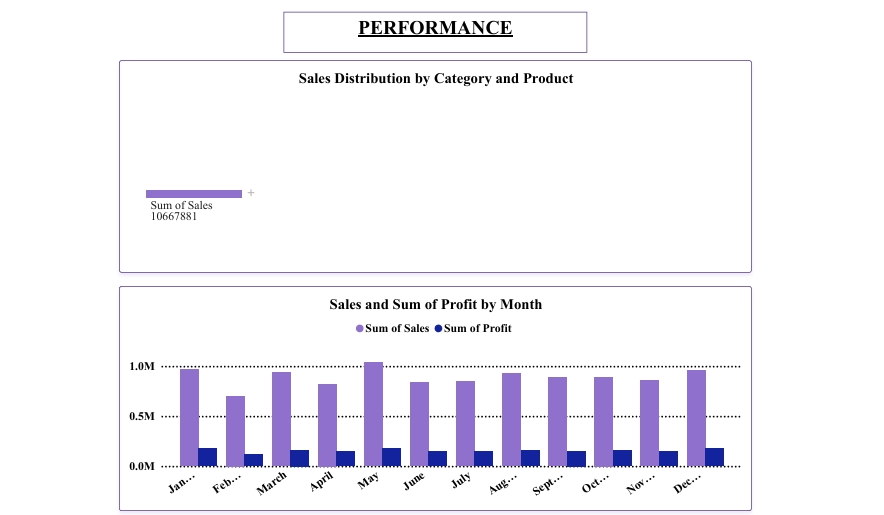 PERFORMANCE
Sales Distribution by Category and Product
+
Sum of Sales
10667881
Sales and Sum of Profit by Month
Sum of Sales Sum of Profit
1.0M
0.5M
0.0M
Jan… Feb… March April May June July Aug… Sept… Oct… Nov… Dec…